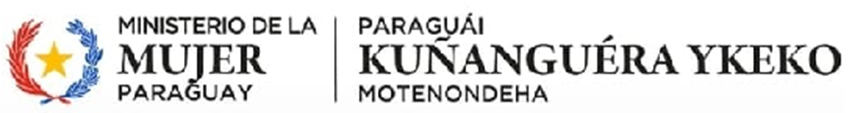 MINISTERIO DE LA
MUJER
PARAGUAY
PARAGUÁI
KUÑANGUÉRA YKEKO
MOTENONDEHA